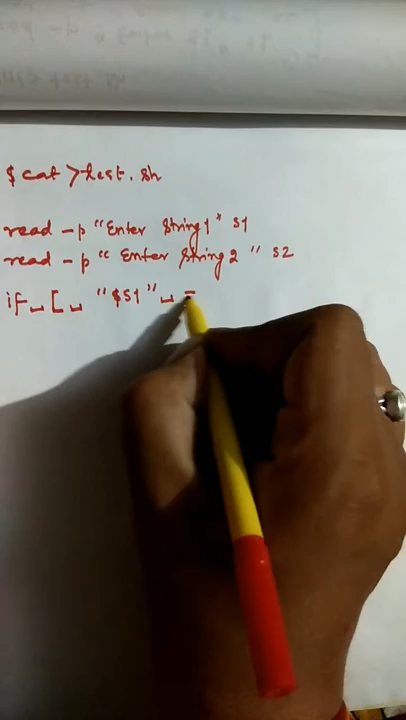 $ cat >test.sh
read -p "Enter String1" S1
read -p "Enter String2" S2
if␣[␣ "$S1"␣=